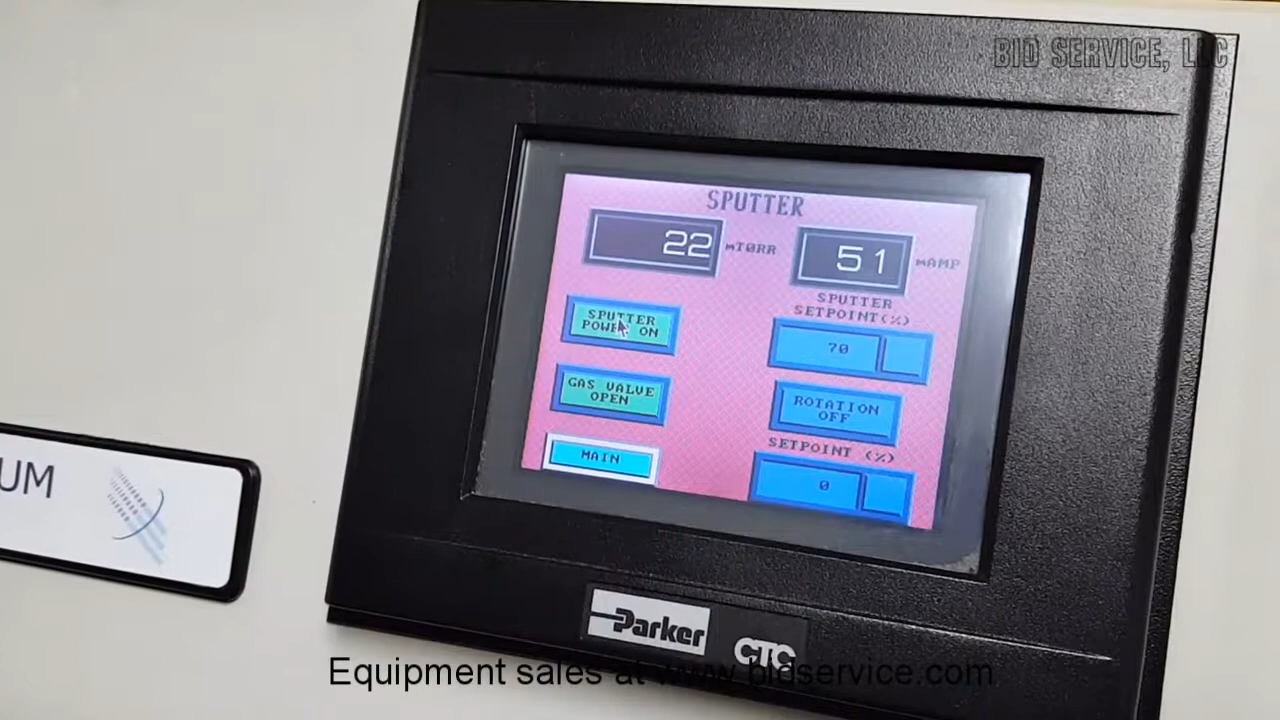 BID SERVICE, LLC
SPUTTER
22 mTORR
51 mAMP
SPUTTER
POWER ON
SPUTTER
SETPOINT(%)
70
GAS VALVE
OPEN
ROTATION
OFF
MAIN
SETPOINT (%)
0
UM
Parker
CTC
Equipment sales at www.bidservice.com